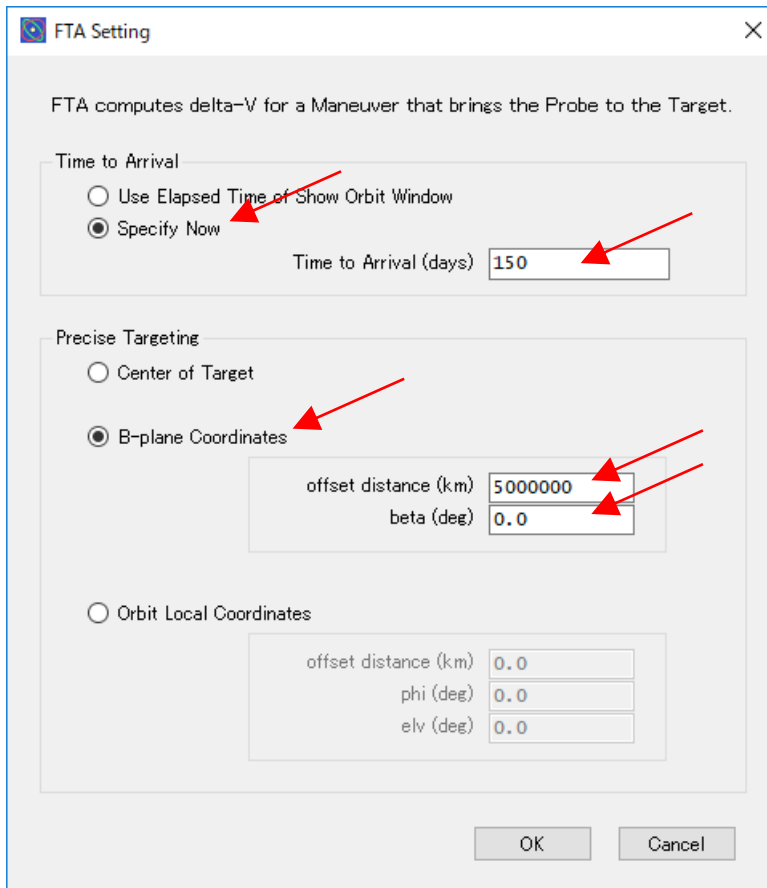 FTA Setting
FTA computes delta-V for a Maneuver that brings the Probe to the Target.
Time to Arrival
Use Elapsed Time of Show Orbit Window
Specify Now
Time to Arrival (days) 150
Precise Targeting
Center of Target
B-plane Coordinates
offset distance (km) 5000000
beta (deg) 0.0
Orbit Local Coordinates
offset distance (km) 0.0
phi (deg) 0.0
elv (deg) 0.0
OK Cancel